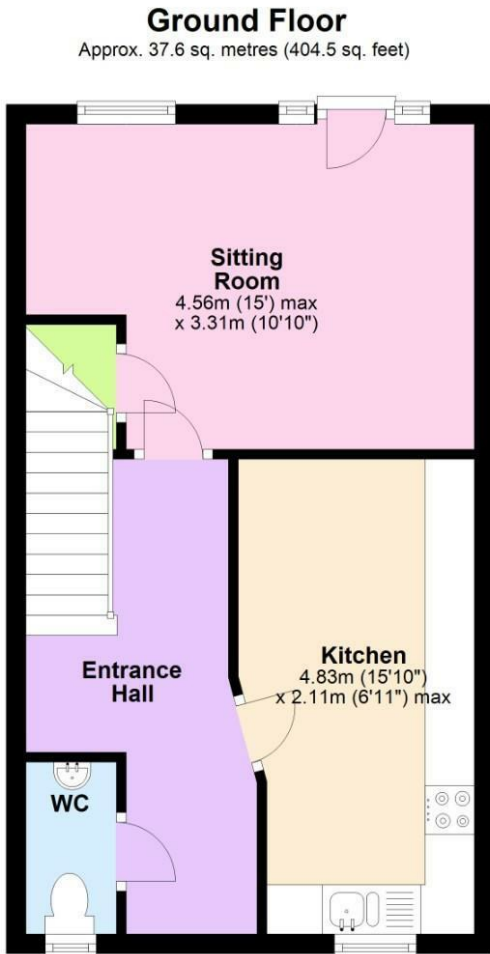 Ground Floor
Approx. 37.6 sq. metres (404.5 sq. feet)
Sitting
Room
4.56m (15') max
x 3.31m (10'10")
Entrance
Hall
Kitchen
4.83m (15'10")
x 2.11m (6'11") max
WC